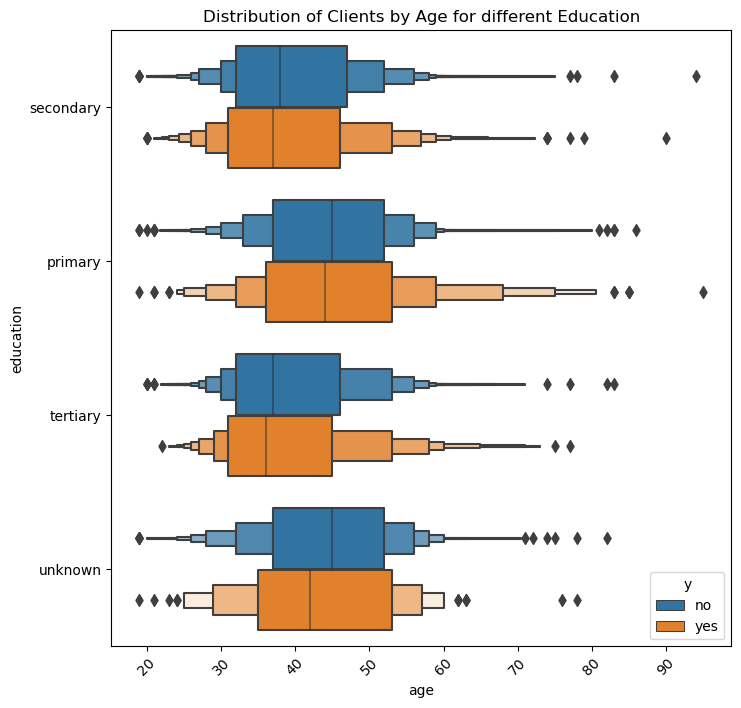 Distribution of Clients by Age for different Education
education
secondary
primary
tertiary
unknown
y
no
yes
20 30 40 50 60 70 80 90
age